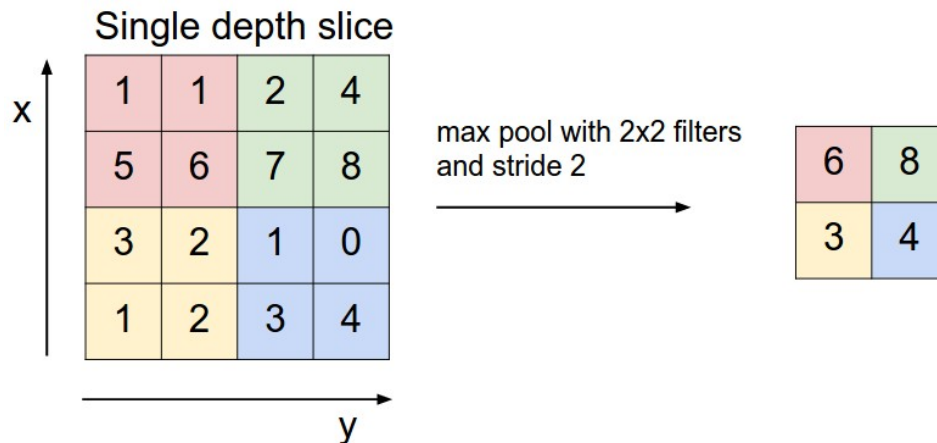 Single depth slice
x
1 1 2 4
5 6 7 8
3 2 1 0
1 2 3 4
y
max pool with 2x2 filters
and stride 2
6 8
3 4